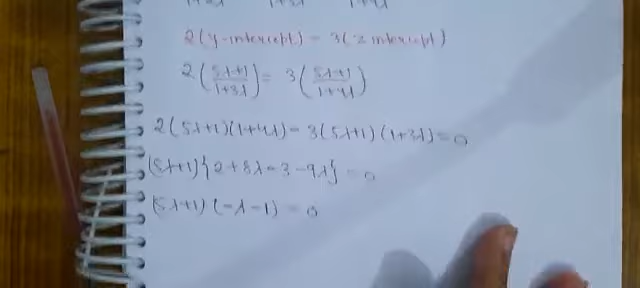 2(y-intercept) = 3(z intercept)
2(5λ+1/1+3λ) = 3(5λ+1/1+4λ)
2(5λ+1)(1+4λ) - 3(5λ+1)(1+3λ) = 0
(5λ+1){2+8λ-3-9λ} = 0
(5λ+1)(-λ-1) = 0